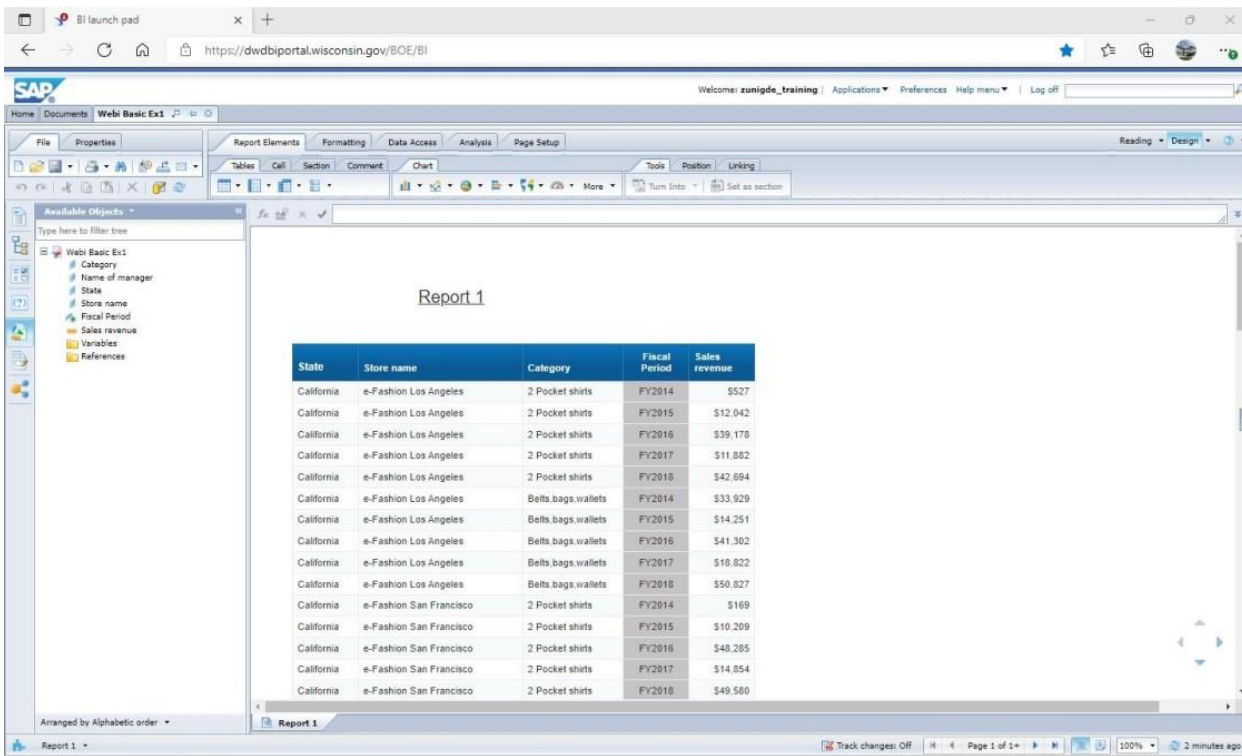 BI launch pad
https://dwdbiportal.wisconsin.gov/BOE/BI
SAP
Welcome: zunigde_training | Applications Preferences Help menu | Log off
Home Documents Webi Basic Ex1
File Properties Report Elements Formatting Data Access Analysis Page Setup Reading Design
Tables Cell Section Comment Chart Tools Position Linking
More Turn Into Set as section
Available Objects
Type here to filter tree
Webi Basic Ex1
Category
Name of manager
State
Store name
Fiscal Period
Sales revenue
Variables
References
Report 1
State Store name Category Fiscal Period Sales revenue
California e-Fashion Los Angeles 2 Pocket shirts FY2014 $527
California e-Fashion Los Angeles 2 Pocket shirts FY2015 $12,042
California e-Fashion Los Angeles 2 Pocket shirts FY2016 $39,178
California e-Fashion Los Angeles 2 Pocket shirts FY2017 $11,882
California e-Fashion Los Angeles 2 Pocket shirts FY2018 $42,694
California e-Fashion Los Angeles Belts,bags,wallets FY2014 $33,929
California e-Fashion Los Angeles Belts,bags,wallets FY2015 $14,251
California e-Fashion Los Angeles Belts,bags,wallets FY2016 $41,302
California e-Fashion Los Angeles Belts,bags,wallets FY2017 $18,822
California e-Fashion Los Angeles Belts,bags,wallets FY2018 $50,827
California e-Fashion San Francisco 2 Pocket shirts FY2014 $169
California e-Fashion San Francisco 2 Pocket shirts FY2015 $10,209
California e-Fashion San Francisco 2 Pocket shirts FY2016 $48,285
California e-Fashion San Francisco 2 Pocket shirts FY2017 $14,854
California e-Fashion San Francisco 2 Pocket shirts FY2018 $49,580
Arranged by Alphabetic order Report 1
Report 1 Track changes: Off Page 1 of 1+ 100% 2 minutes ago